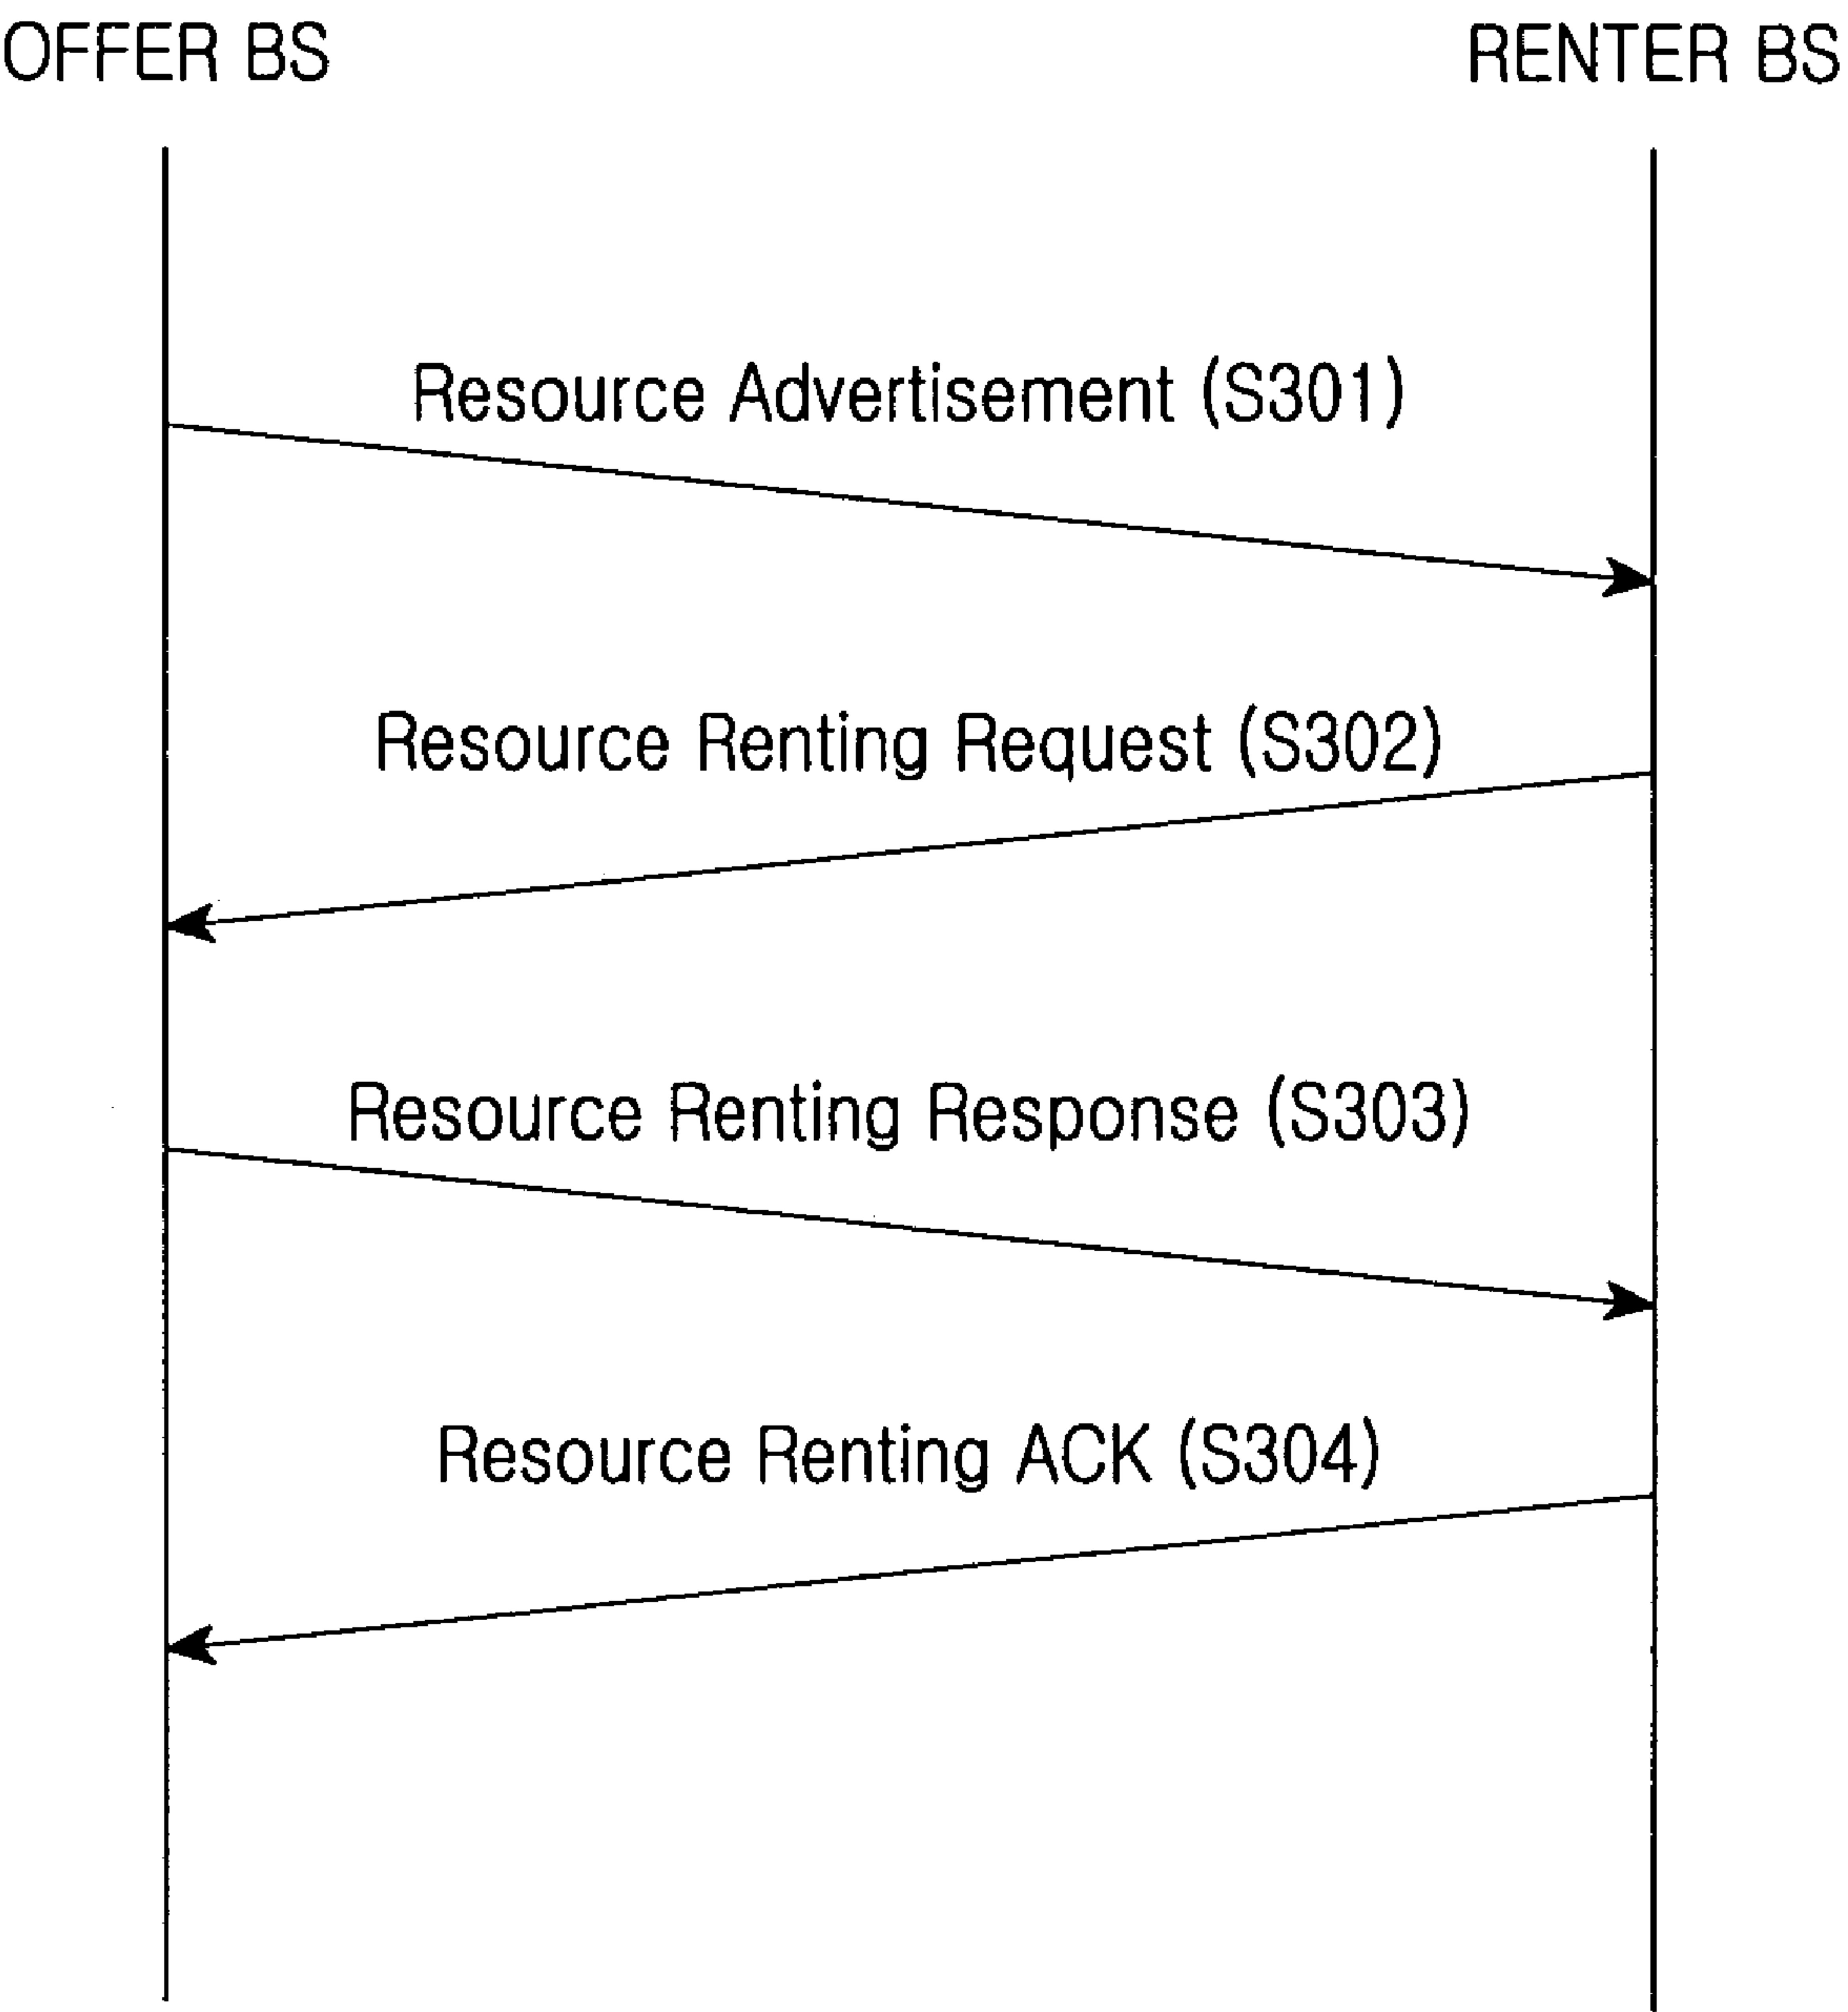 OFFER BS
RENTER BS
Resource Advertisement (S301)
Resource Renting Request (S302)
Resource Renting Response (S303)
Resource Renting ACK (S304)